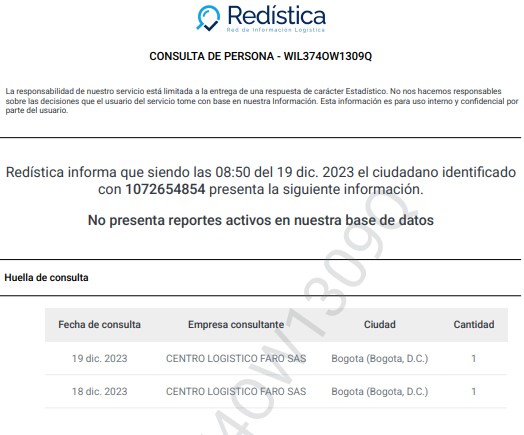 Redística
Red de Información Logística
CONSULTA DE PERSONA - WIL374OW1309Q
La responsabilidad de nuestro servicio está limitada a la entrega de una respuesta de carácter Estadístico. No nos hacemos responsables
sobre las decisiones que el usuario del servicio tome con base en nuestra Información. Esta información es para uso interno y confidencial por
parte del usuario.
Redística informa que siendo las 08:50 del 19 dic. 2023 el ciudadano identificado
con 1072654854 presenta la siguiente información.
No presenta reportes activos en nuestra base de datos
Huella de consulta
Fecha de consulta Empresa consultante Ciudad Cantidad
19 dic. 2023 CENTRO LOGISTICO FARO SAS Bogota (Bogota, D.C.) 1
18 dic. 2023 CENTRO LOGISTICO FARO SAS Bogota (Bogota, D.C.) 1
4OW1309Q